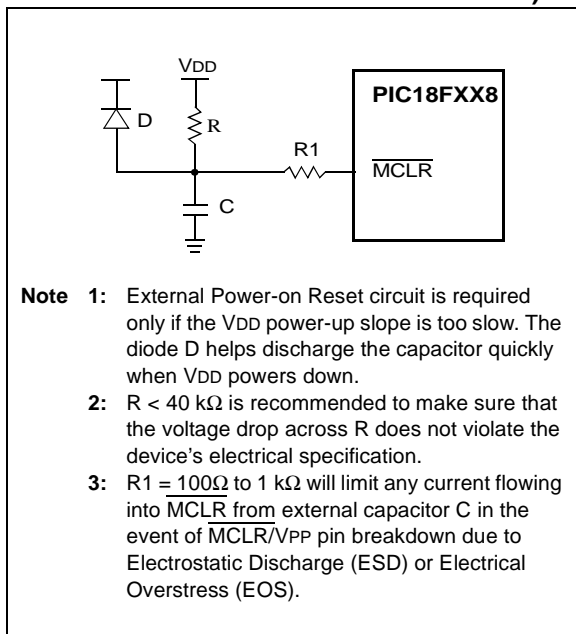 VDD
D
R
R1
C
PIC18FXX8
MCLR
Note 1: External Power-on Reset circuit is required
only if the VDD power-up slope is too slow. The
diode D helps discharge the capacitor quickly
when VDD powers down.
2: R < 40 kΩ is recommended to make sure that
the voltage drop across R does not violate the
device's electrical specification.
3: R1 = 100Ω to 1 kΩ will limit any current flowing
into MCLR from external capacitor C in the
event of MCLR/VPP pin breakdown due to
Electrostatic Discharge (ESD) or Electrical
Overstress (EOS).